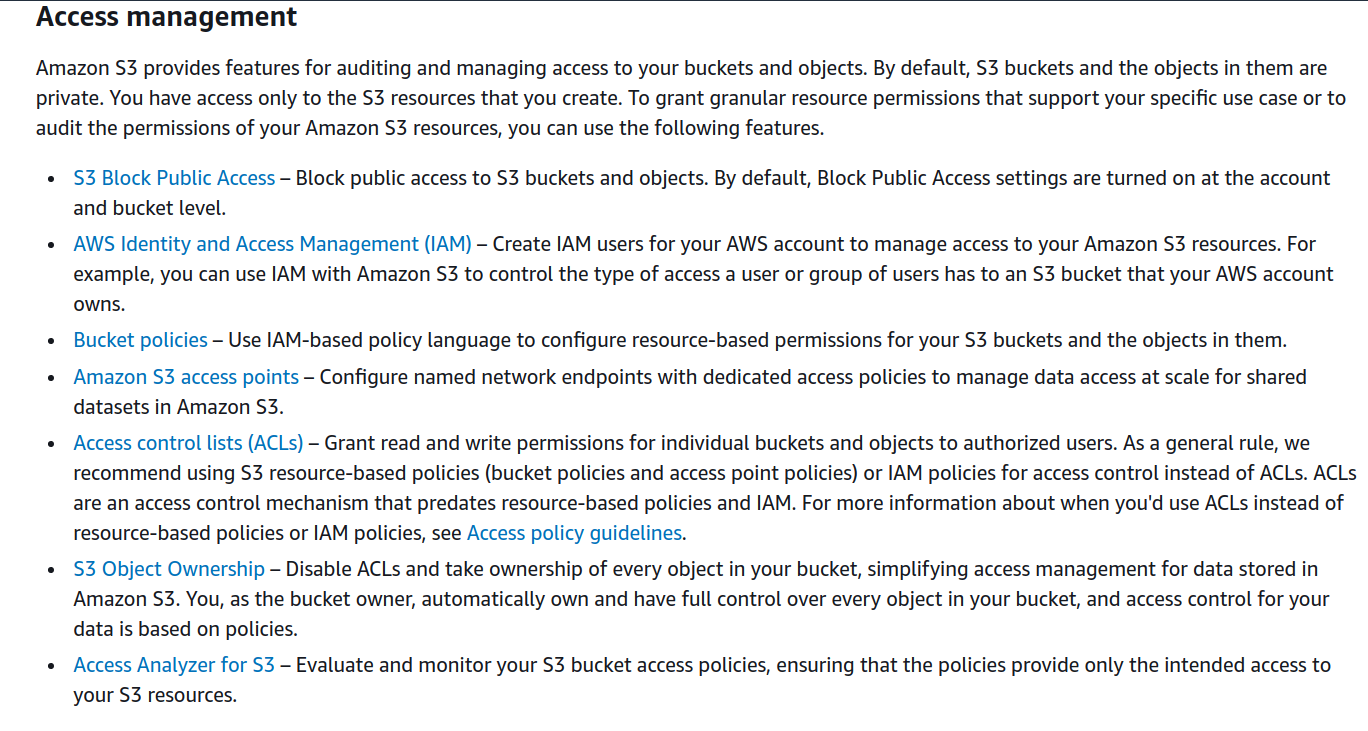 Access management
Amazon S3 provides features for auditing and managing access to your buckets and objects. By default, S3 buckets and the objects in them are
private. You have access only to the S3 resources that you create. To grant granular resource permissions that support your specific use case or to
audit the permissions of your Amazon S3 resources, you can use the following features.
• S3 Block Public Access – Block public access to S3 buckets and objects. By default, Block Public Access settings are turned on at the account
and bucket level.
• AWS Identity and Access Management (IAM) – Create IAM users for your AWS account to manage access to your Amazon S3 resources. For
example, you can use IAM with Amazon S3 to control the type of access a user or group of users has to an S3 bucket that your AWS account
owns.
• Bucket policies – Use IAM-based policy language to configure resource-based permissions for your S3 buckets and the objects in them.
• Amazon S3 access points – Configure named network endpoints with dedicated access policies to manage data access at scale for shared
datasets in Amazon S3.
• Access control lists (ACLs) – Grant read and write permissions for individual buckets and objects to authorized users. As a general rule, we
recommend using S3 resource-based policies (bucket policies and access point policies) or IAM policies for access control instead of ACLs. ACLs
are an access control mechanism that predates resource-based policies and IAM. For more information about when you'd use ACLs instead of
resource-based policies or IAM policies, see Access policy guidelines.
• S3 Object Ownership – Disable ACLs and take ownership of every object in your bucket, simplifying access management for data stored in
Amazon S3. You, as the bucket owner, automatically own and have full control over every object in your bucket, and access control for your
data is based on policies.
• Access Analyzer for S3 – Evaluate and monitor your S3 bucket access policies, ensuring that the policies provide only the intended access to
your S3 resources.